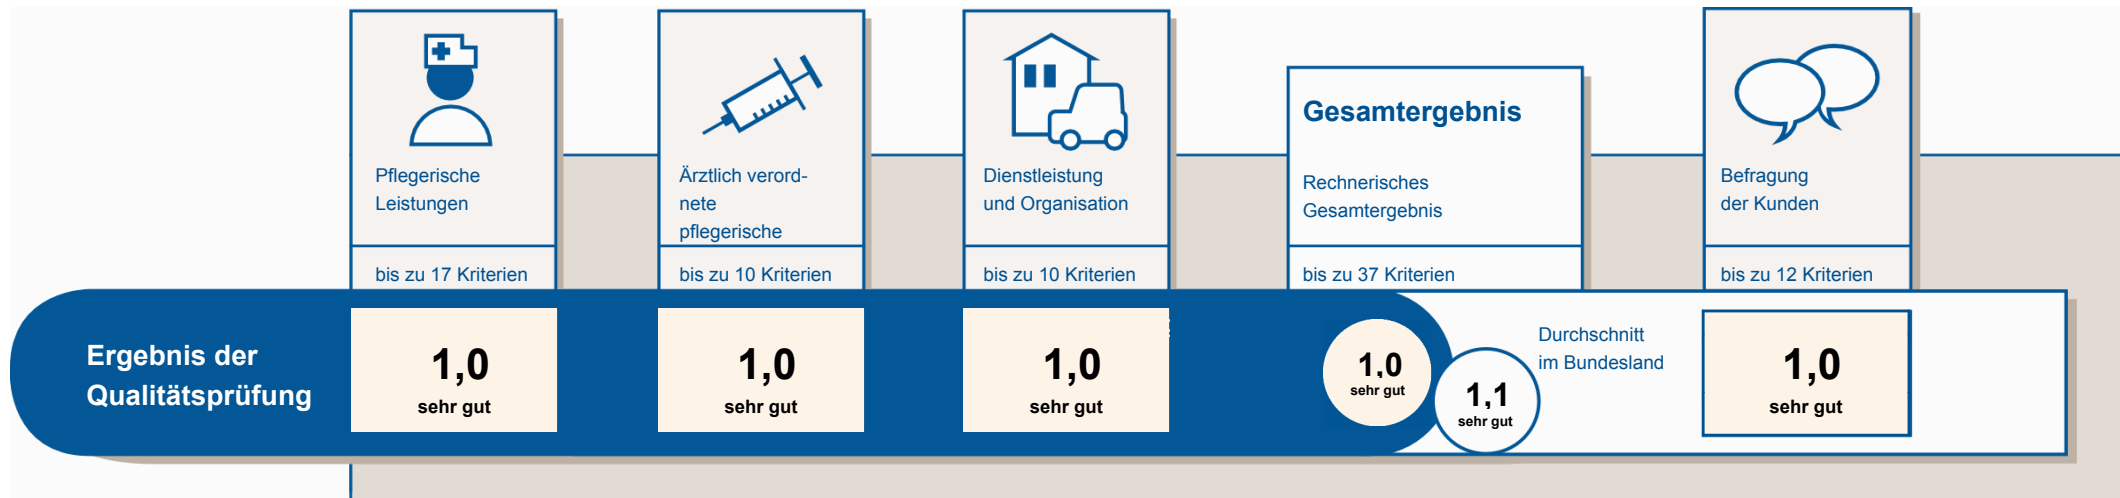 Pflegerische
Leistungen
bis zu 17 Kriterien
Ärztlich verord-
nete
pflegerische
bis zu 10 Kriterien
Dienstleistung
und Organisation
bis zu 10 Kriterien
Gesamtergebnis
Rechnerisches
Gesamtergebnis
bis zu 37 Kriterien
Befragung
der Kunden
bis zu 12 Kriterien
Ergebnis der
Qualitätsprüfung
1,0
sehr gut
1,0
sehr gut
1,0
sehr gut
1,0
sehr gut
1,1
sehr gut
Durchschnitt
im Bundesland
1,0
sehr gut